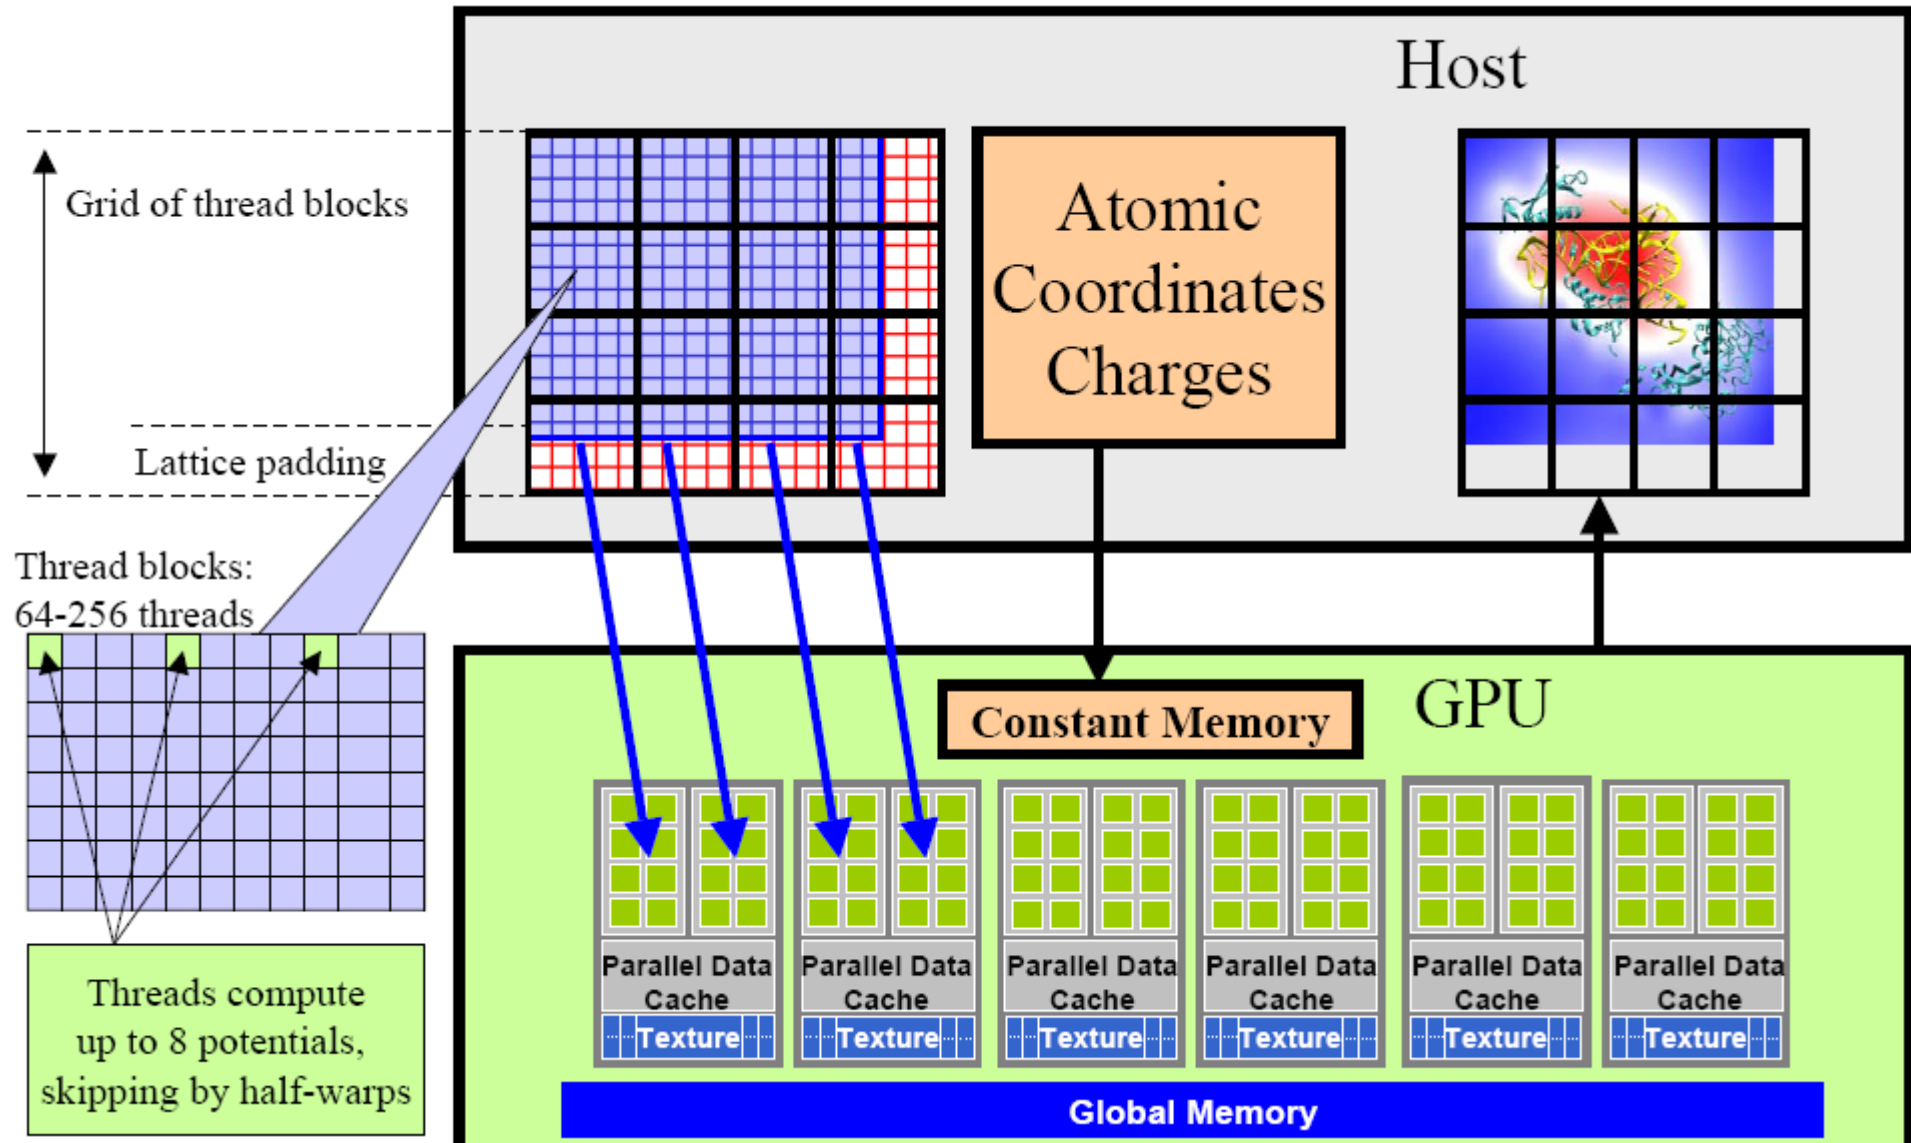 Host
Grid of thread blocks
Atomic
Coordinates
Charges
Lattice padding
Thread blocks:
64-256 threads
Threads compute
up to 8 potentials,
skipping by half-warps
GPU
Constant Memory
Parallel Data
Cache
Texture
Parallel Data
Cache
Texture
Parallel Data
Cache
Texture
Parallel Data
Cache
Texture
Parallel Data
Cache
Texture
Parallel Data
Cache
Texture
Global Memory